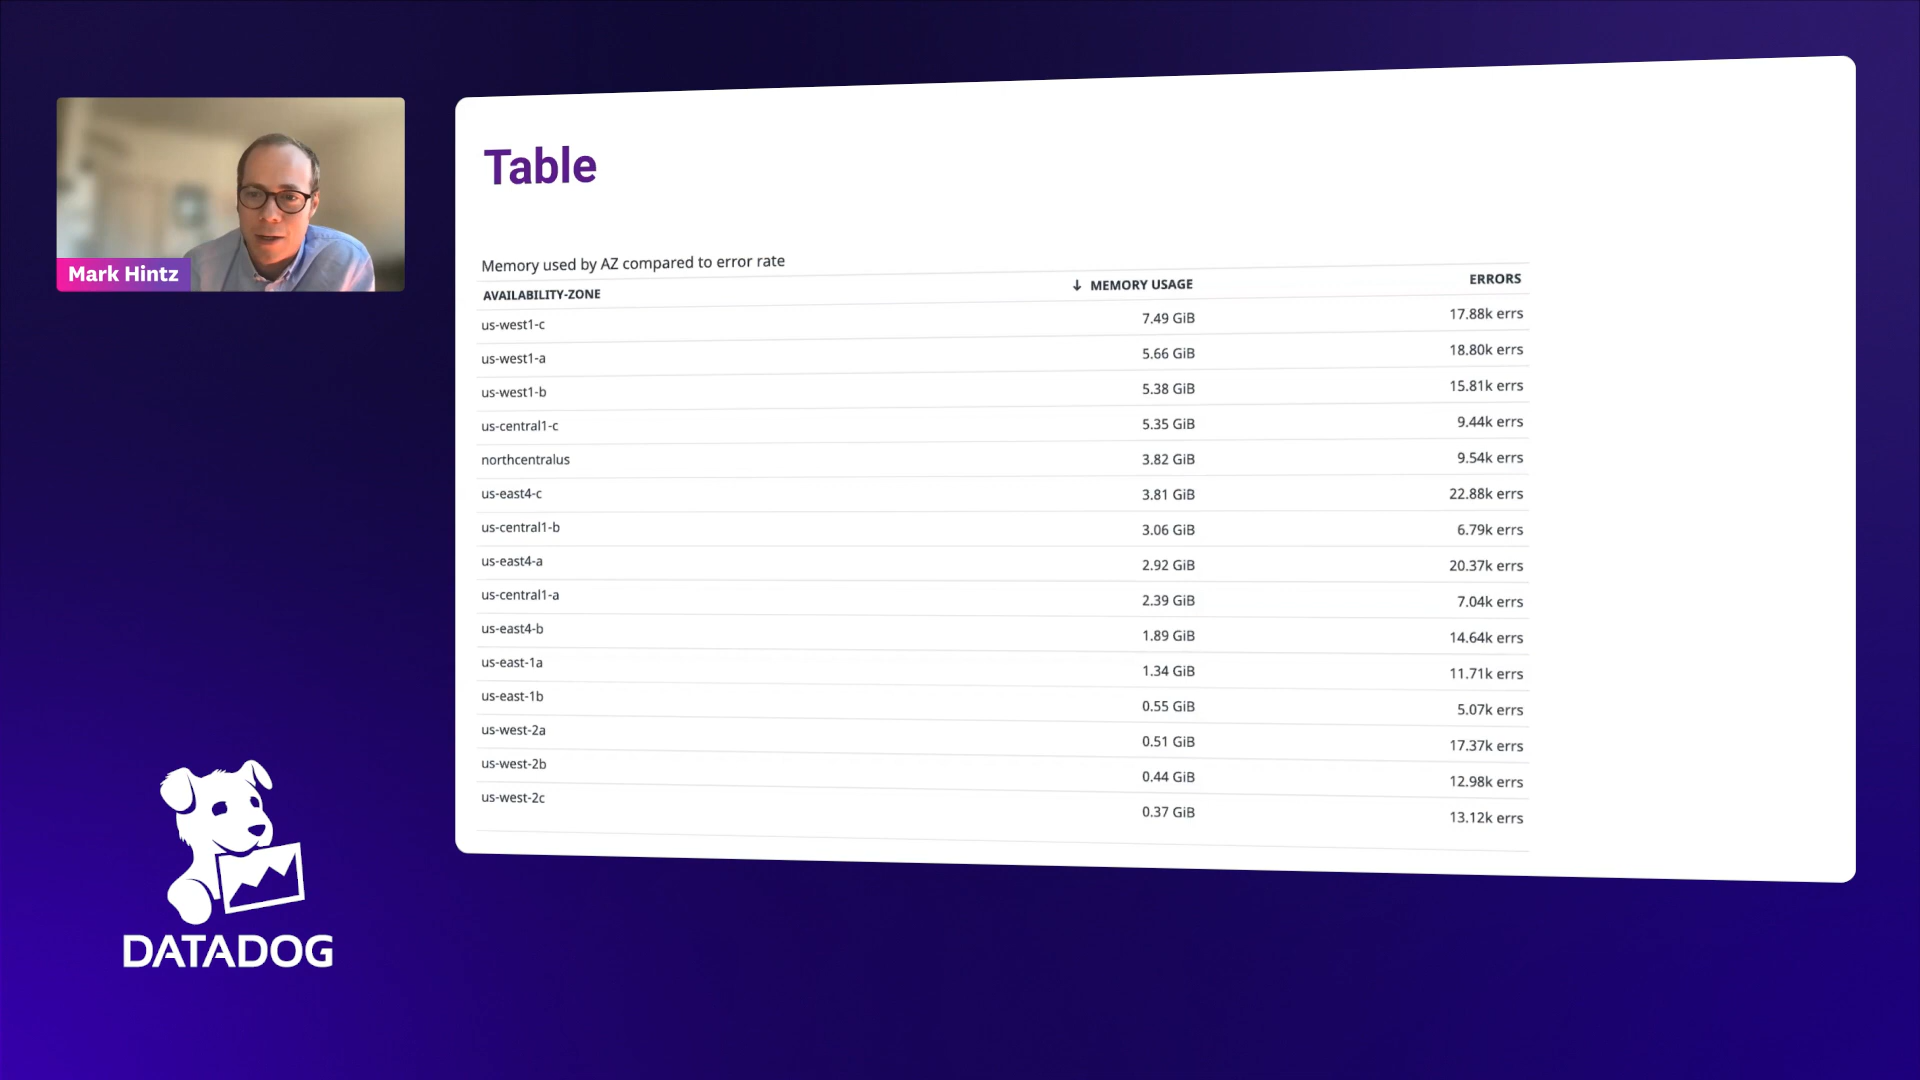 Mark Hintz
DATADOG
Table
Memory used by AZ compared to error rate
AVAILABILITY-ZONE ↓ MEMORY USAGE ERRORS
us-west1-c 7.49 GiB 17.88k errs
us-west1-a 5.66 GiB 18.80k errs
us-west1-b 5.38 GiB 15.81k errs
us-central1-c 5.35 GiB 9.44k errs
northcentralus 3.82 GiB 9.54k errs
us-east4-c 3.81 GiB 22.88k errs
us-central1-b 3.06 GiB 6.79k errs
us-east4-a 2.92 GiB 20.37k errs
us-central1-a 2.39 GiB 7.04k errs
us-east4-b 1.89 GiB 14.64k errs
us-east-1a 1.34 GiB 11.71k errs
us-east-1b 0.55 GiB 5.07k errs
us-west-2a 0.51 GiB 17.37k errs
us-west-2b 0.44 GiB 12.98k errs
us-west-2c 0.37 GiB 13.12k errs